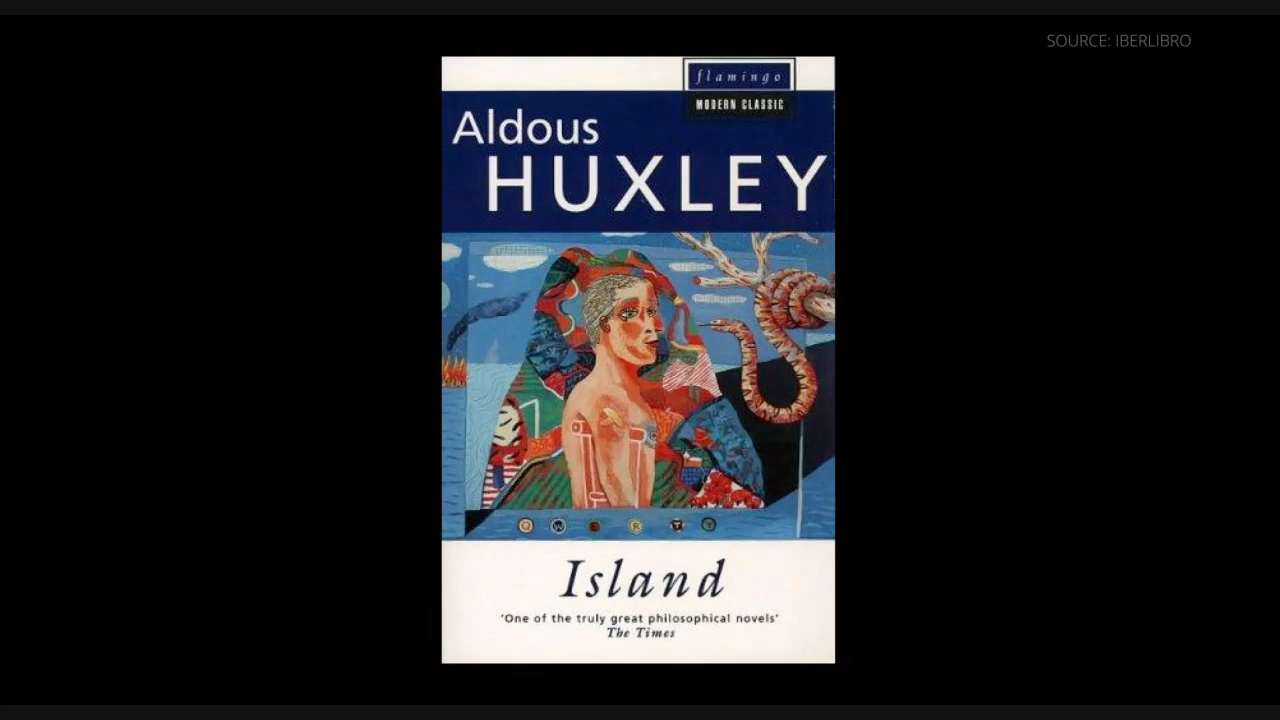 SOURCE: IBERLIBRO
flamingo
MODERN CLASSIC
Aldous
HUXLEY
Q W E R T Y
Island
‘One of the truly great philosophical novels’
The Times